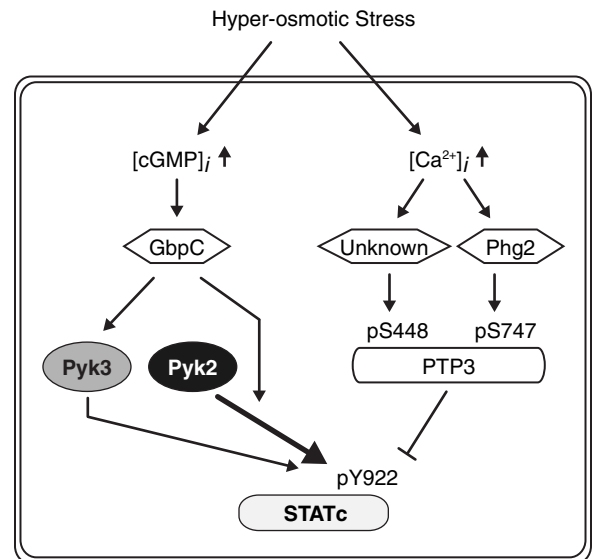 Hyper-osmotic Stress
[cGMP]i
[Ca²⁺]i
GbpC
Unknown
Phg2
pS448
pS747
Pyk3
Pyk2
PTP3
pY922
STATc